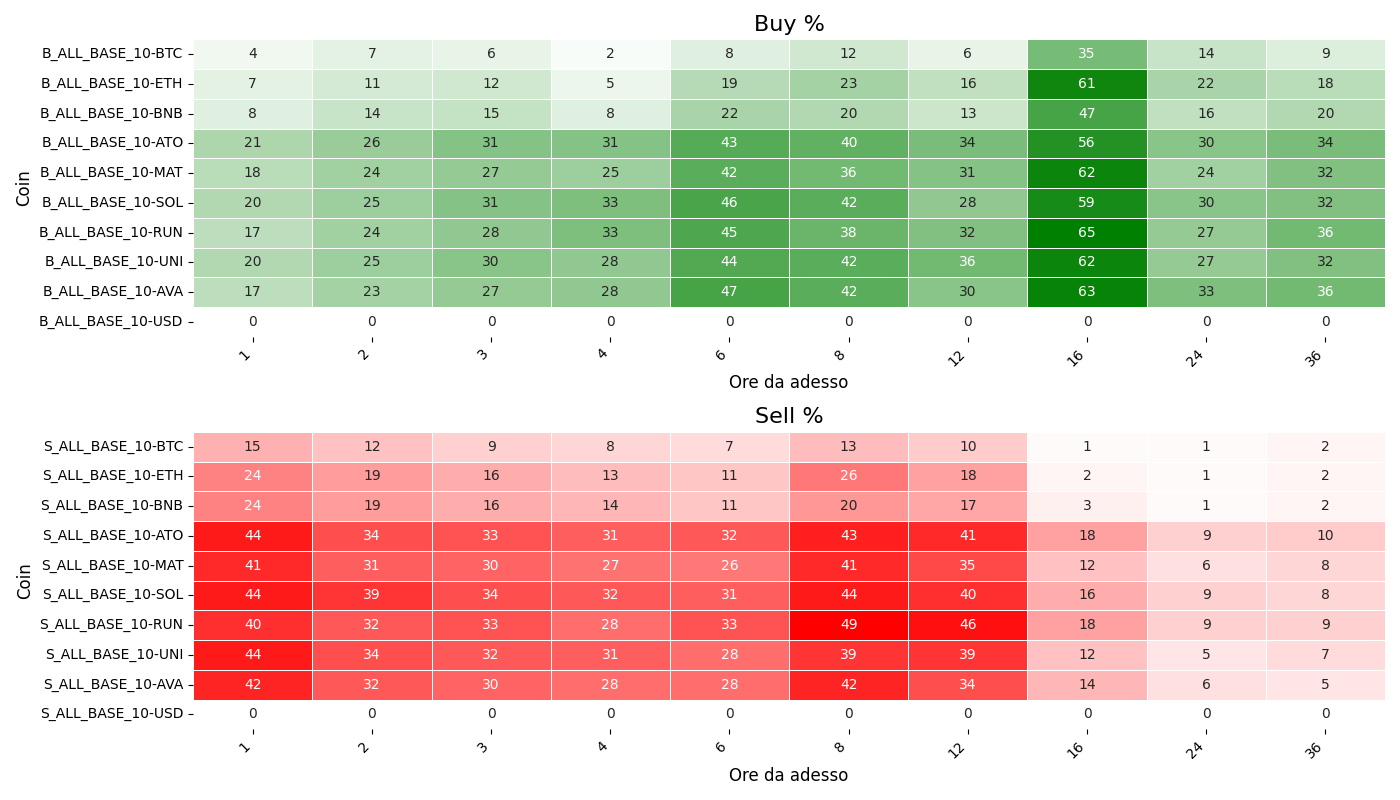 Buy %
Coin
B_ALL_BASE_10-BTC 4 7 6 2 8 12 6 35 14 9
B_ALL_BASE_10-ETH 7 11 12 5 19 23 16 61 22 18
B_ALL_BASE_10-BNB 8 14 15 8 22 20 13 47 16 20
B_ALL_BASE_10-ATO 21 26 31 31 43 40 34 56 30 34
B_ALL_BASE_10-MAT 18 24 27 25 42 36 31 62 24 32
B_ALL_BASE_10-SOL 20 25 31 33 46 42 28 59 30 32
B_ALL_BASE_10-RUN 17 24 28 33 45 38 32 65 27 36
B_ALL_BASE_10-UNI 20 25 30 28 44 42 36 62 27 32
B_ALL_BASE_10-AVA 17 23 27 28 47 42 30 63 33 36
B_ALL_BASE_10-USD 0 0 0 0 0 0 0 0 0 0
1 2 3 4 6 8 12 16 24 36
Ore da adesso
Sell %
Coin
S_ALL_BASE_10-BTC 15 12 9 8 7 13 10 1 1 2
S_ALL_BASE_10-ETH 24 19 16 13 11 26 18 2 1 2
S_ALL_BASE_10-BNB 24 19 16 14 11 20 17 3 1 2
S_ALL_BASE_10-ATO 44 34 33 31 32 43 41 18 9 10
S_ALL_BASE_10-MAT 41 31 30 27 26 41 35 12 6 8
S_ALL_BASE_10-SOL 44 39 34 32 31 44 40 16 9 8
S_ALL_BASE_10-RUN 40 32 33 28 33 49 46 18 9 9
S_ALL_BASE_10-UNI 44 34 32 31 28 39 39 12 5 7
S_ALL_BASE_10-AVA 42 32 30 28 28 42 34 14 6 5
S_ALL_BASE_10-USD 0 0 0 0 0 0 0 0 0 0
1 2 3 4 6 8 12 16 24 36
Ore da adesso